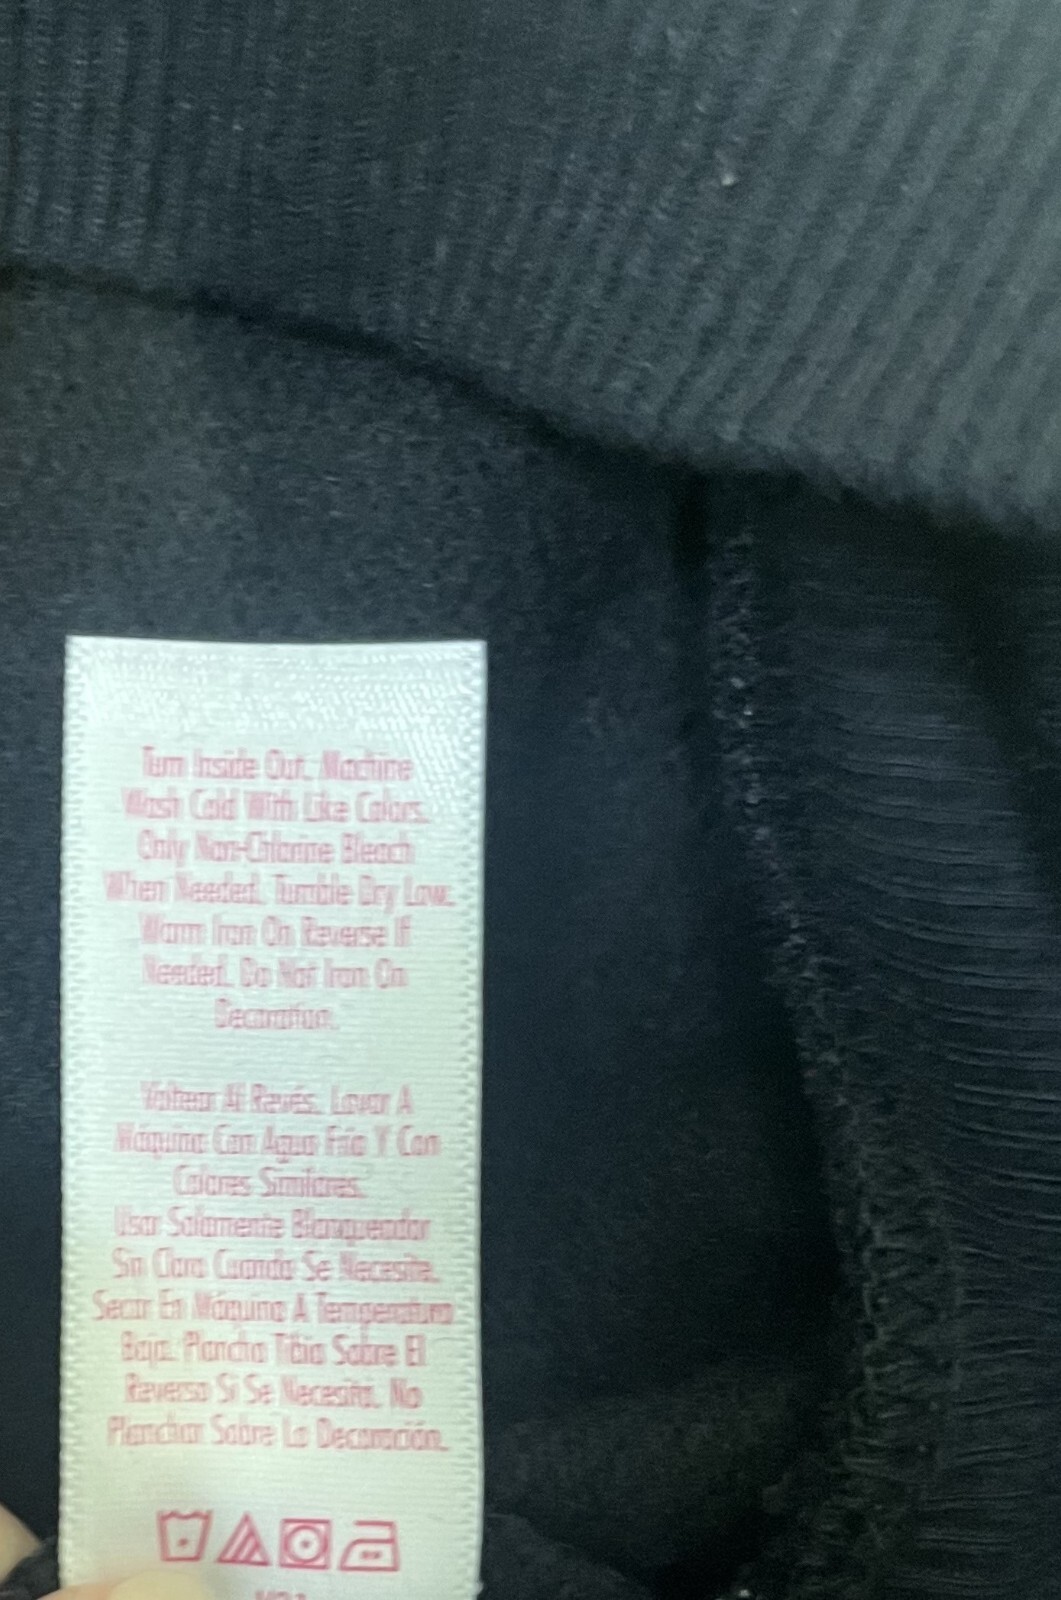 Turn Inside Out. Machine
Wash Cold With Like Colors.
Only Non-Chlorine Bleach
When Needed. Tumble Dry Low.
Warm Iron On Reverse If
Needed. Do Not Iron On
Decoration.
Voltear Al Revés. Lavar A
Máquina Con Agua Fría Y Con
Colores Similares.
Usar Solamente Blanqueador
Sin Cloro Cuando Se Necesite.
Secar En Máquina A Temperatura
Baja. Plancha Tibia Sobre El
Reverso Si Se Necesita. No
Planchar Sobre La Decoración.